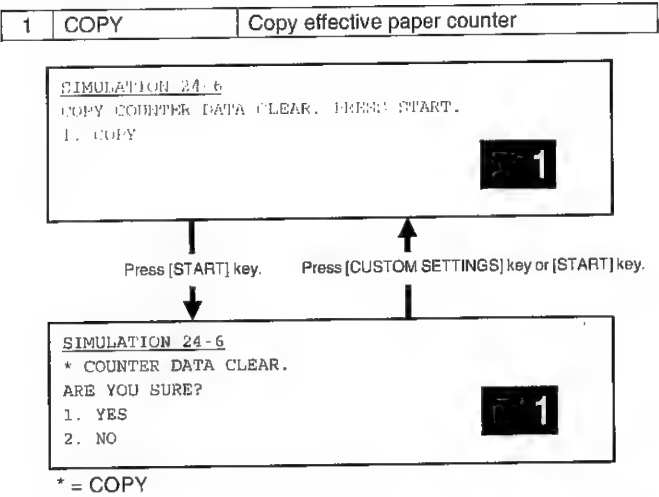 1 COPY Copy effective paper counter
SIMULATION 24-6
COPY COUNTER DATA CLEAR. PRESS START.
1. COPY
1
Press [START] key. Press [CUSTOM SETTINGS] key or [START] key.
SIMULATION 24-6
* COUNTER DATA CLEAR.
ARE YOU SURE?
1. YES
2. NO
1
* = COPY